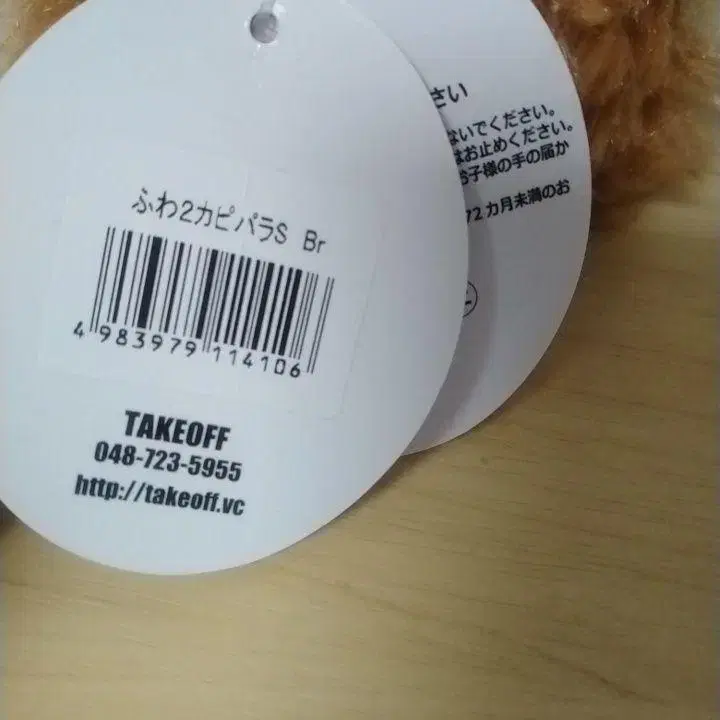 ふわ2カピパラS Br
4 983979 114106
TAKEOFF
048-723-5955
http://takeoff.vc
さい
ないでください。
はお止めください。
お子様の手の届か
72カ月未満のお